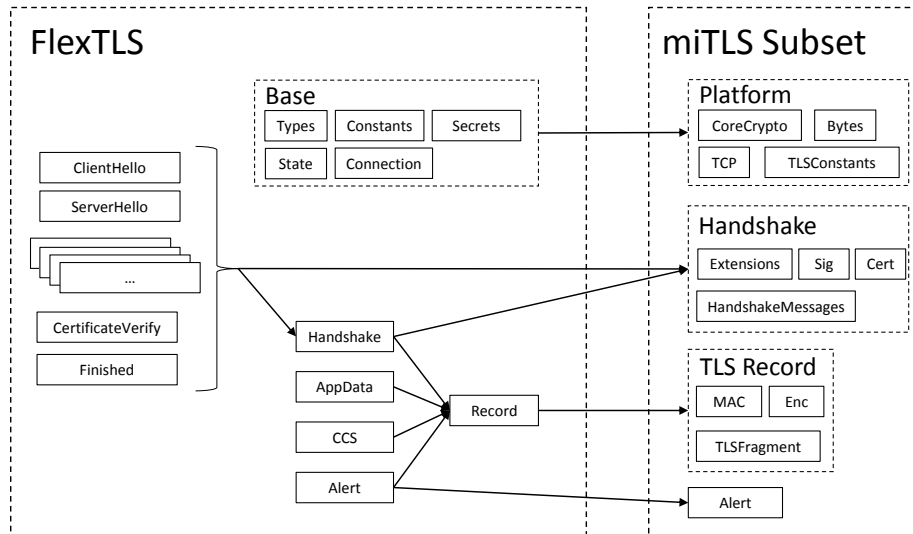 FlexTLS
Base
Types Constants Secrets
State Connection
ClientHello
ServerHello
...
CertificateVerify
Finished
Handshake
AppData
CCS
Alert
Record
miTLS Subset
Platform
CoreCrypto Bytes
TCP TLSConstants
Handshake
Extensions Sig Cert
HandshakeMessages
TLS Record
MAC Enc
TLSFragment
Alert